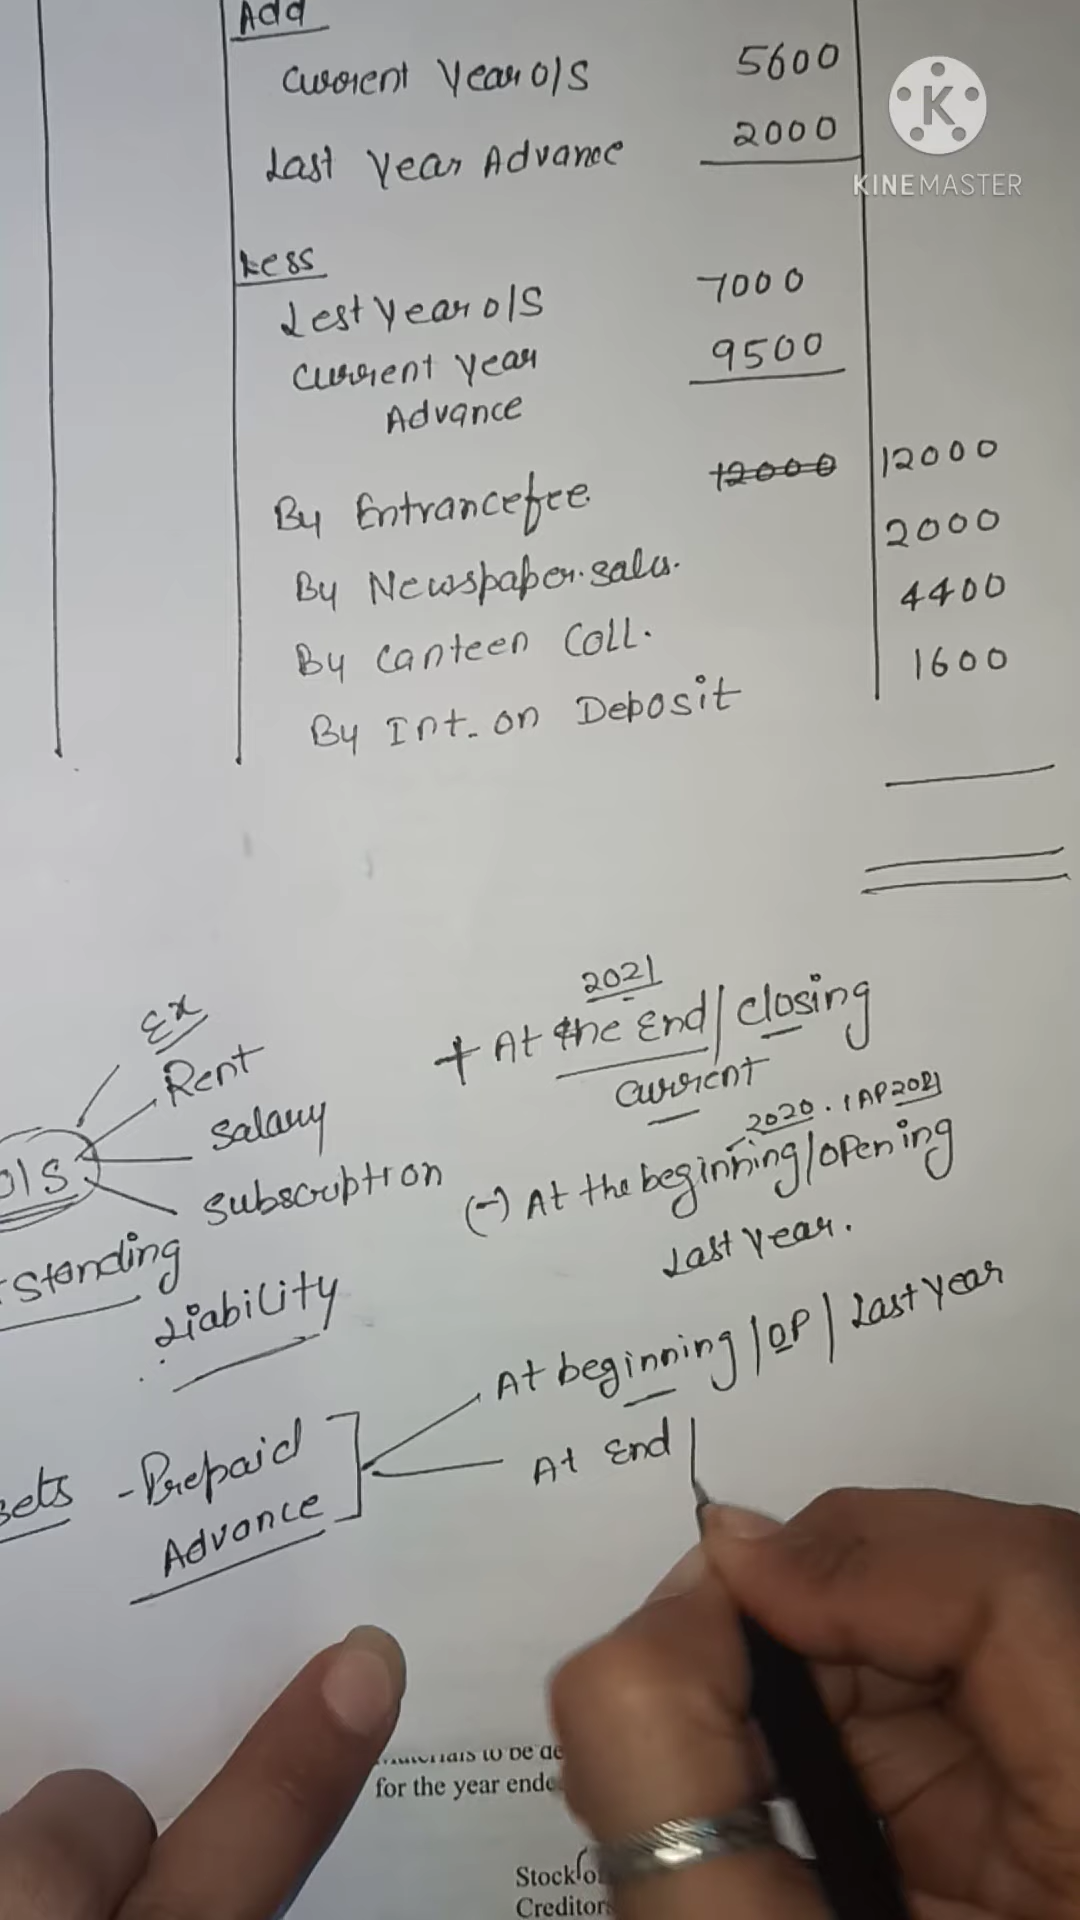 Add
Current Year O/S 5600
Last Year Advance 2000
KINEMASTER
Less
Lest Year O/S 7000
Current Year 9500
Advance
By Entrancefee 12000 12000
By Newspaper.sale. 2000
By Canteen Coll. 4400
By Int. on Deposit 1600
Ex
Rent
Salary
O/S
Subscription
Standing
Liability
2021
+ At the End / Closing
Current
2020 . 1 AP 2021
(-) At the beginning / opening
Last Year.
At beginning / OP / Last Year
- Prepaid
Advance
At End |
for the year
Stock